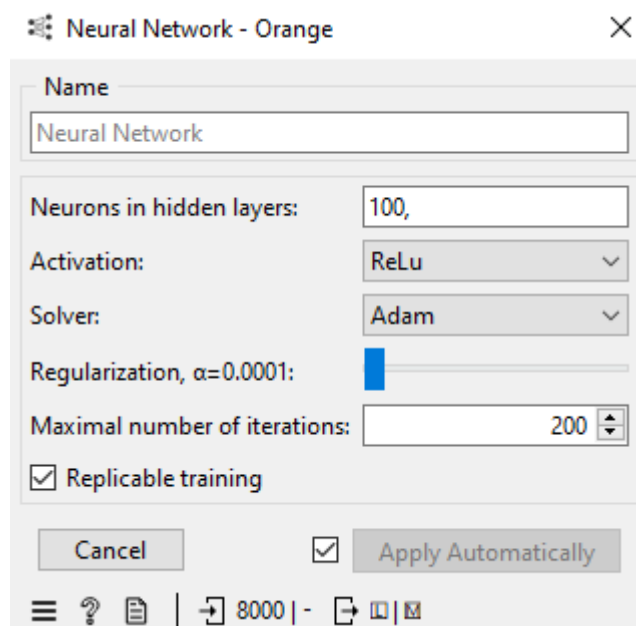 Neural Network - Orange
Name
Neural Network
Neurons in hidden layers: 100,
Activation: ReLu
Solver: Adam
Regularization, α=0.0001:
Maximal number of iterations: 200
Replicable training
Cancel Apply Automatically
? 8000 | - L | M